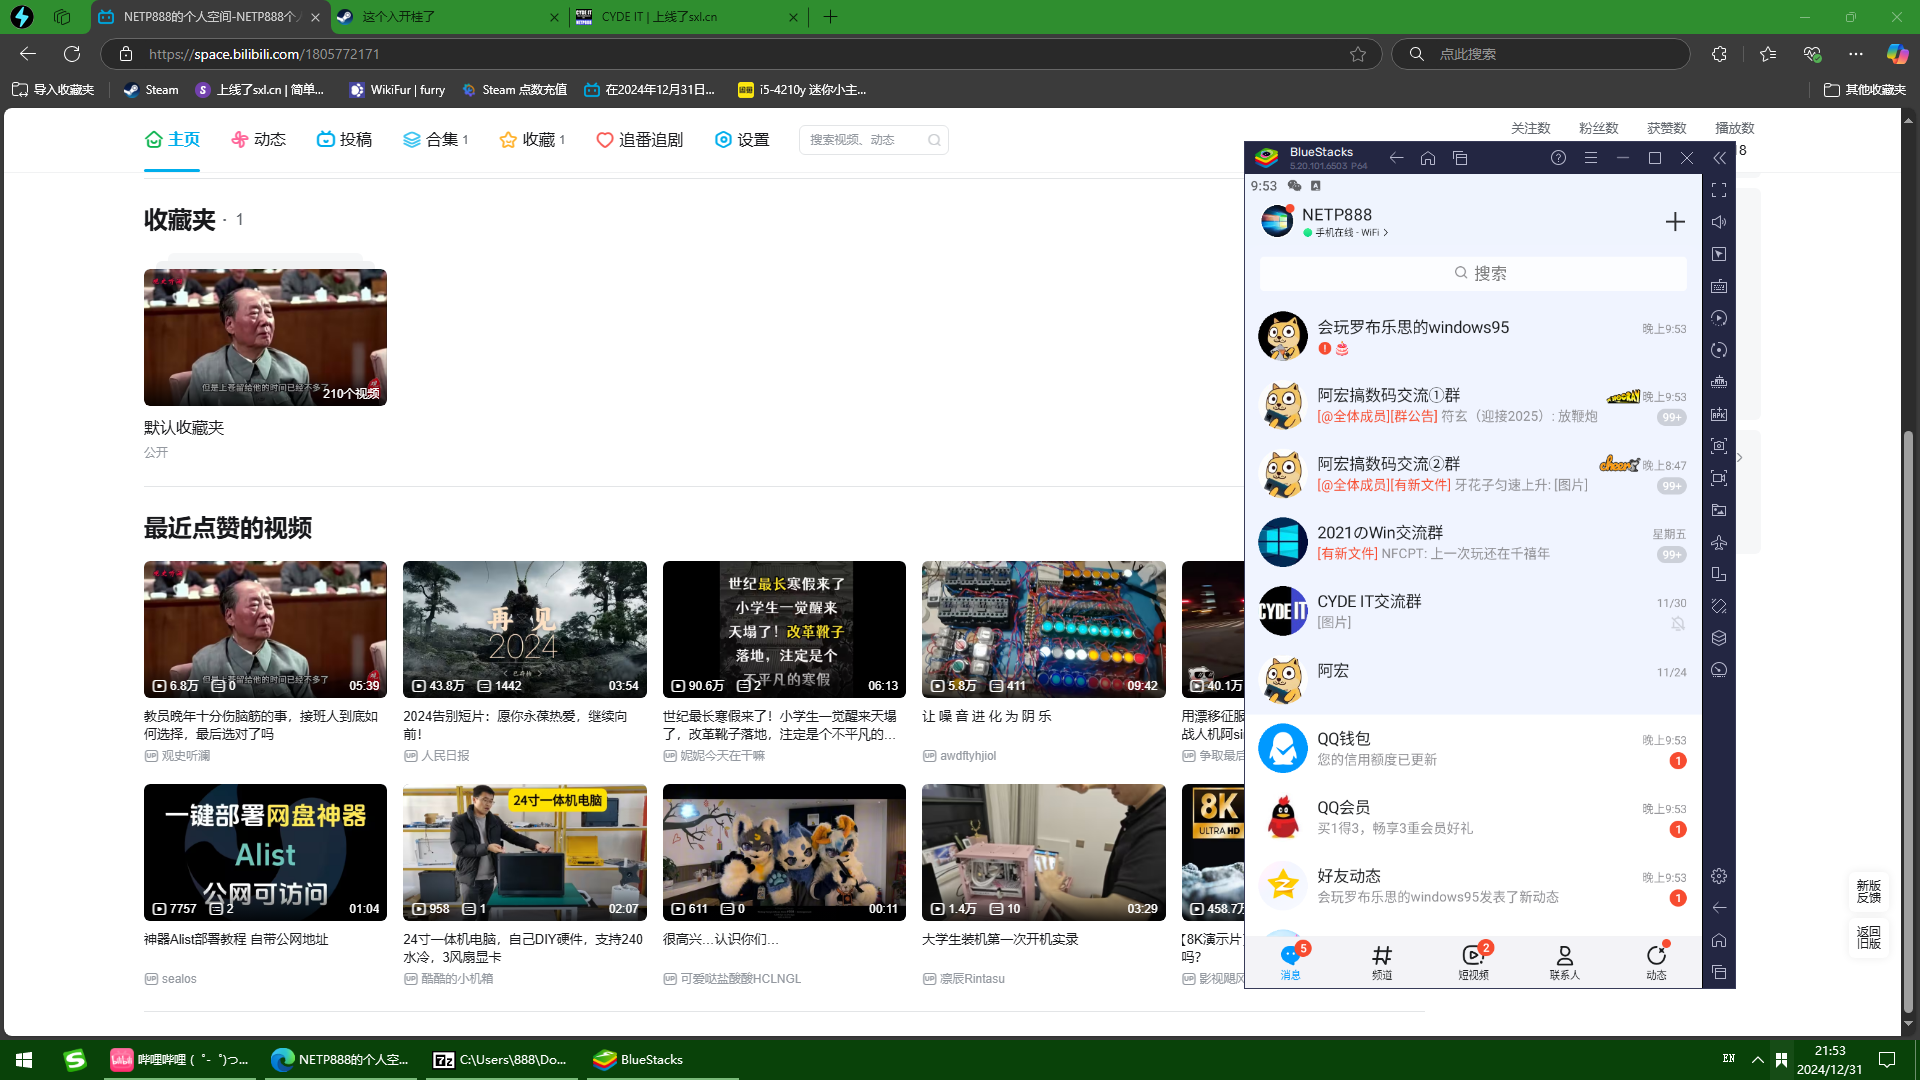 NETP888的个人空间-NETP888个人
这个入开桂了
CYDE IT | 上线了sxl.cn
https://space.bilibili.com/1805772171
点此搜索
导入收藏夹
Steam
上线了sxl.cn | 简单...
WikiFur | furry
Steam 点数充值
在2024年12月31日...
i5-4210y 迷你小主...
其他收藏夹
主页
动态
投稿
合集 1
收藏 1
追番追剧
设置
搜索视频、动态
关注数
粉丝数
获赞数
播放数
18
收藏夹 · 1
但是上苍留给他的时间已经不多了
210个视频
默认收藏夹
公开
最近点赞的视频
但是上苍留给他的时间已经不多了
6.8万 0 05:39
教员晚年十分伤脑筋的事，接班人到底如
何选择，最后选对了吗
观史听澜
再见
2024
43.8万 1442 03:54
2024告别短片：愿你永葆热爱，继续向
前！
人民日报
世纪最长寒假来了
小学生一觉醒来
天塌了！改革靴子
落地，注定是个
不平凡的寒假
90.6万 2 06:13
世纪最长寒假来了！小学生一觉醒来天塌
了，改革靴子落地，注定是个不平凡的...
妮妮今天在干嘛
5.8万 411 09:42
让 噪 音 进 化 为 阴 乐
awdftyhjiol
40.1万
用漂移征服
战人机阿si
争取最后
一键部署网盘神器
Alist
公网可访问
7757 2 01:04
神器Alist部署教程 自带公网地址
sealos
24寸一体机电脑
958 1 02:07
24寸一体机电脑，自己DIY硬件，支持240
水冷，3风扇显卡
酷酷的小机箱
611 0 00:11
很高兴...认识你们...
可爱哒盐酸酸HCLNGL
1.4万 10 03:29
大学生装机第一次开机实录
凛辰Rintasu
8K
ULTRA HD
458.7万
【8K演示片
吗?
影视飓风
BlueStacks
5.20.101.6503 P64
9:53
NETP888
手机在线 - WiFi
搜索
会玩罗布乐思的windows95
晚上9:53
阿宏搞数码交流①群
HOORAY
晚上9:53
[@全体成员][群公告] 符玄（迎接2025）: 放鞭炮
99+
阿宏搞数码交流②群
cheer
晚上8:47
[@全体成员][有新文件] 牙花子匀速上升: [图片]
99+
2021のWin交流群
星期五
[有新文件] NFCPT: 上一次玩还在千禧年
99+
CYDE IT
CYDE IT交流群
11/30
[图片]
阿宏
11/24
QQ钱包
晚上9:53
您的信用额度已更新
1
QQ会员
晚上9:53
买1得3，畅享3重会员好礼
1
好友动态
晚上9:53
会玩罗布乐思的windows95发表了新动态
1
5
2
消息
频道
短视频
联系人
动态
新版
反馈
返回
旧版
哔哩哔哩 ( ゜- ゜)つ...
NETP888的个人空...
C:\Users\888\Do...
BlueStacks
EN
21:53
2024/12/31